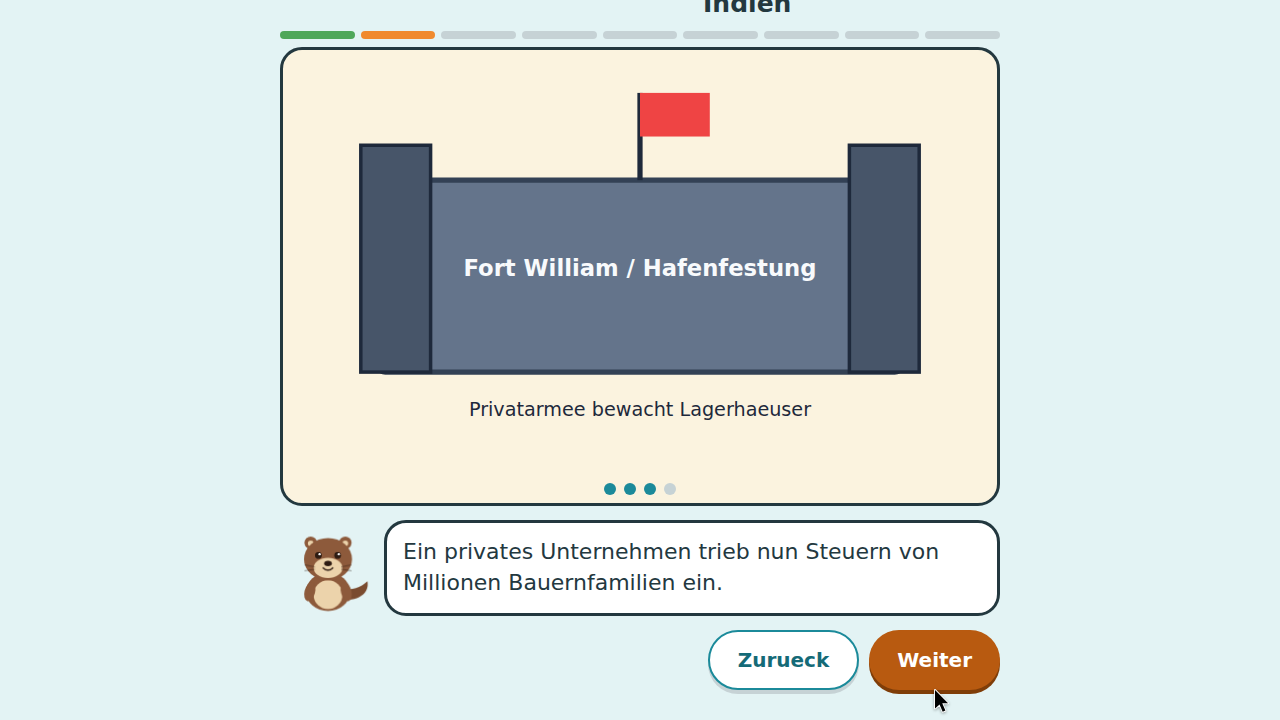 Indien
Fort William / Hafenfestung
Privatarmee bewacht Lagerhaeuser
Ein privates Unternehmen trieb nun Steuern von
Millionen Bauernfamilien ein.
Zurueck
Weiter